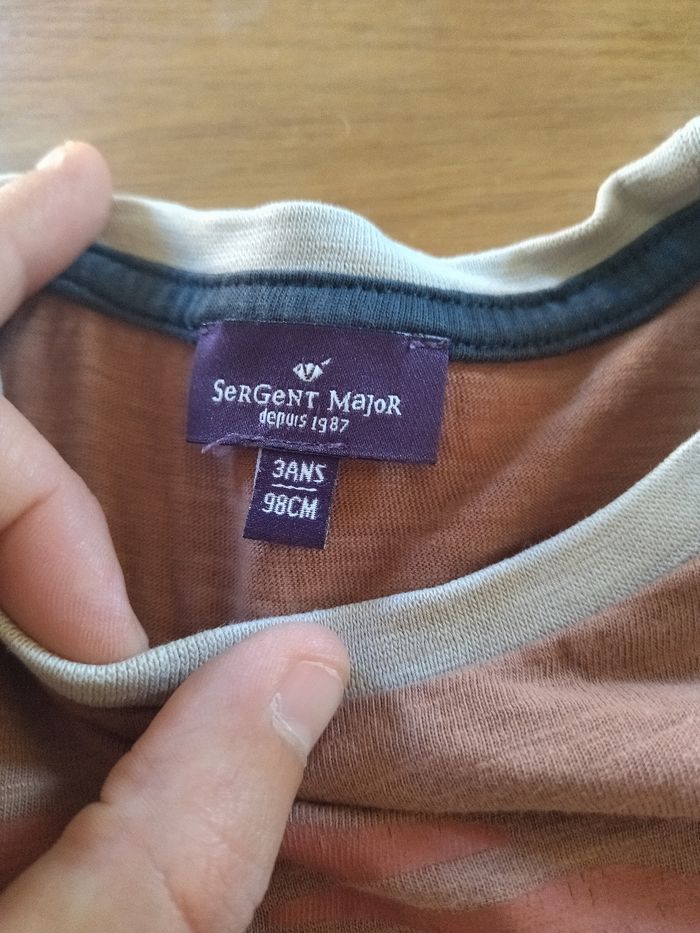 SerGeNT MaJoR
depuis 1987
3ANS
98CM